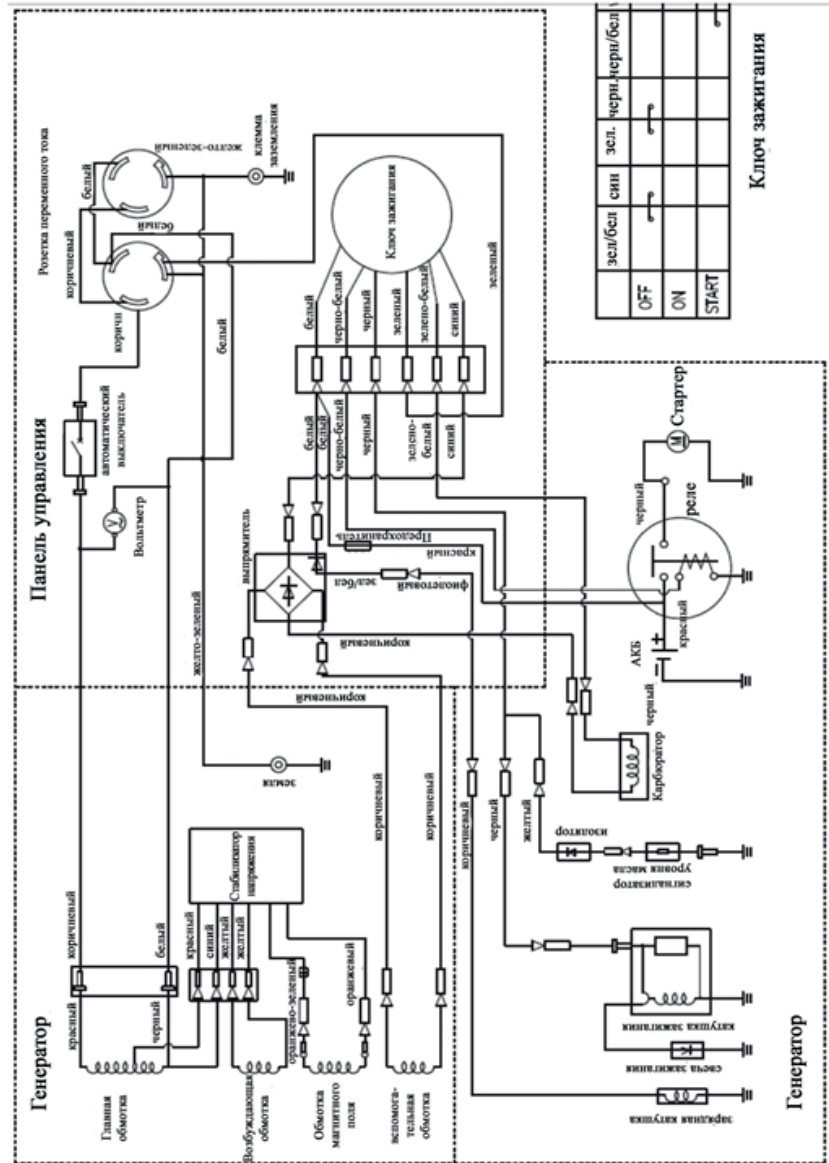 Панель управления
Розетка переменного тока
коричневый
белый
желто-зеленый
клемма
заземления
белый
коричн
автоматический
выключатель
Вольтметр
белый
желто-зеленый
Ключ зажигания
белый
черно-белый
черный
зеленый
зелено-белый
синий
зеленый
белый
белый
черно-белый
черный
зелено-
белый
синий
выпрямитель
зел/бел
Предохранитель
красный
фиолетовый
коричневый
коричневый
зел/бел
син
зел.
черн.
черн/бел
OFF
ON
START
Ключ зажигания
Генератор
коричневый
белый
красный
черный
Главная
обмотка
земля
Стабилизатор
напряжения
красный
синий
желтый
желтый
Возбуждающая
обмотка
оранжево-зеленый
оранжевый
Обмотка
магнитного
поля
вспомога-
тельная
обмотка
коричневый
коричневый
M
Стартер
черный
реле
красный
АКБ
+
–
черный
Карбюратор
коричневый
черный
желтый
изолятор
сигнализатор
уровня масла
катушка зажигания
свеча зажигания
зарядная катушка
Генератор
V